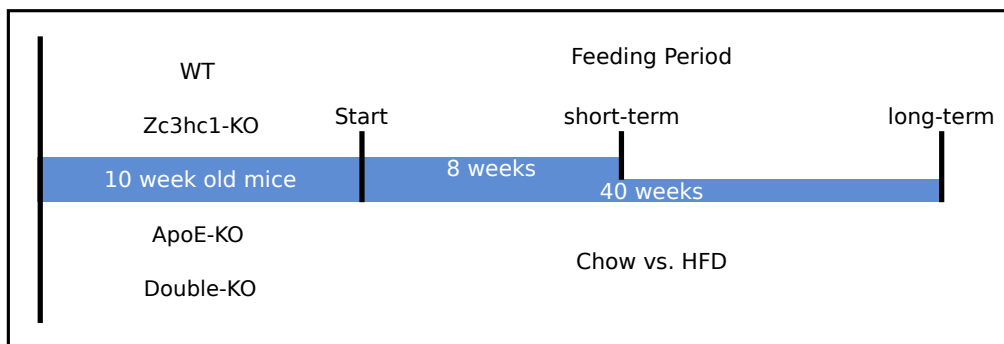 WT
Zc3hc1-KO
10 week old mice
ApoE-KO
Double-KO
Feeding Period
Start
short-term
long-term
8 weeks
40 weeks
Chow vs. HFD